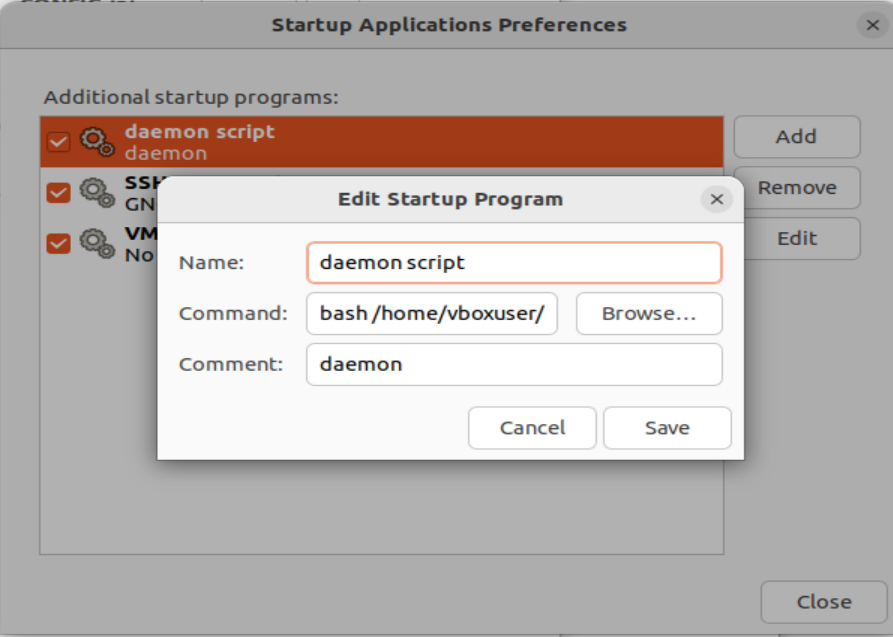 Startup Applications Preferences
Additional startup programs:
daemon script
daemon
Add
SSH
GN
Remove
VM
No
Edit
Edit Startup Program
Name: daemon script
Command: bash /home/vboxuser/ Browse...
Comment: daemon
Cancel Save
Close